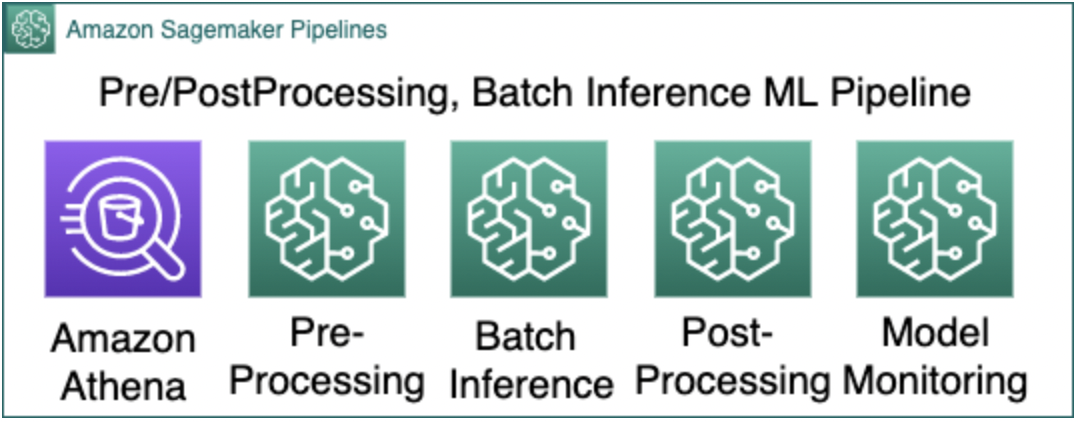 Amazon Sagemaker Pipelines
Pre/PostProcessing, Batch Inference ML Pipeline
Amazon
Athena
Pre-
Processing
Batch
Inference
Post-
Processing
Model
Monitoring